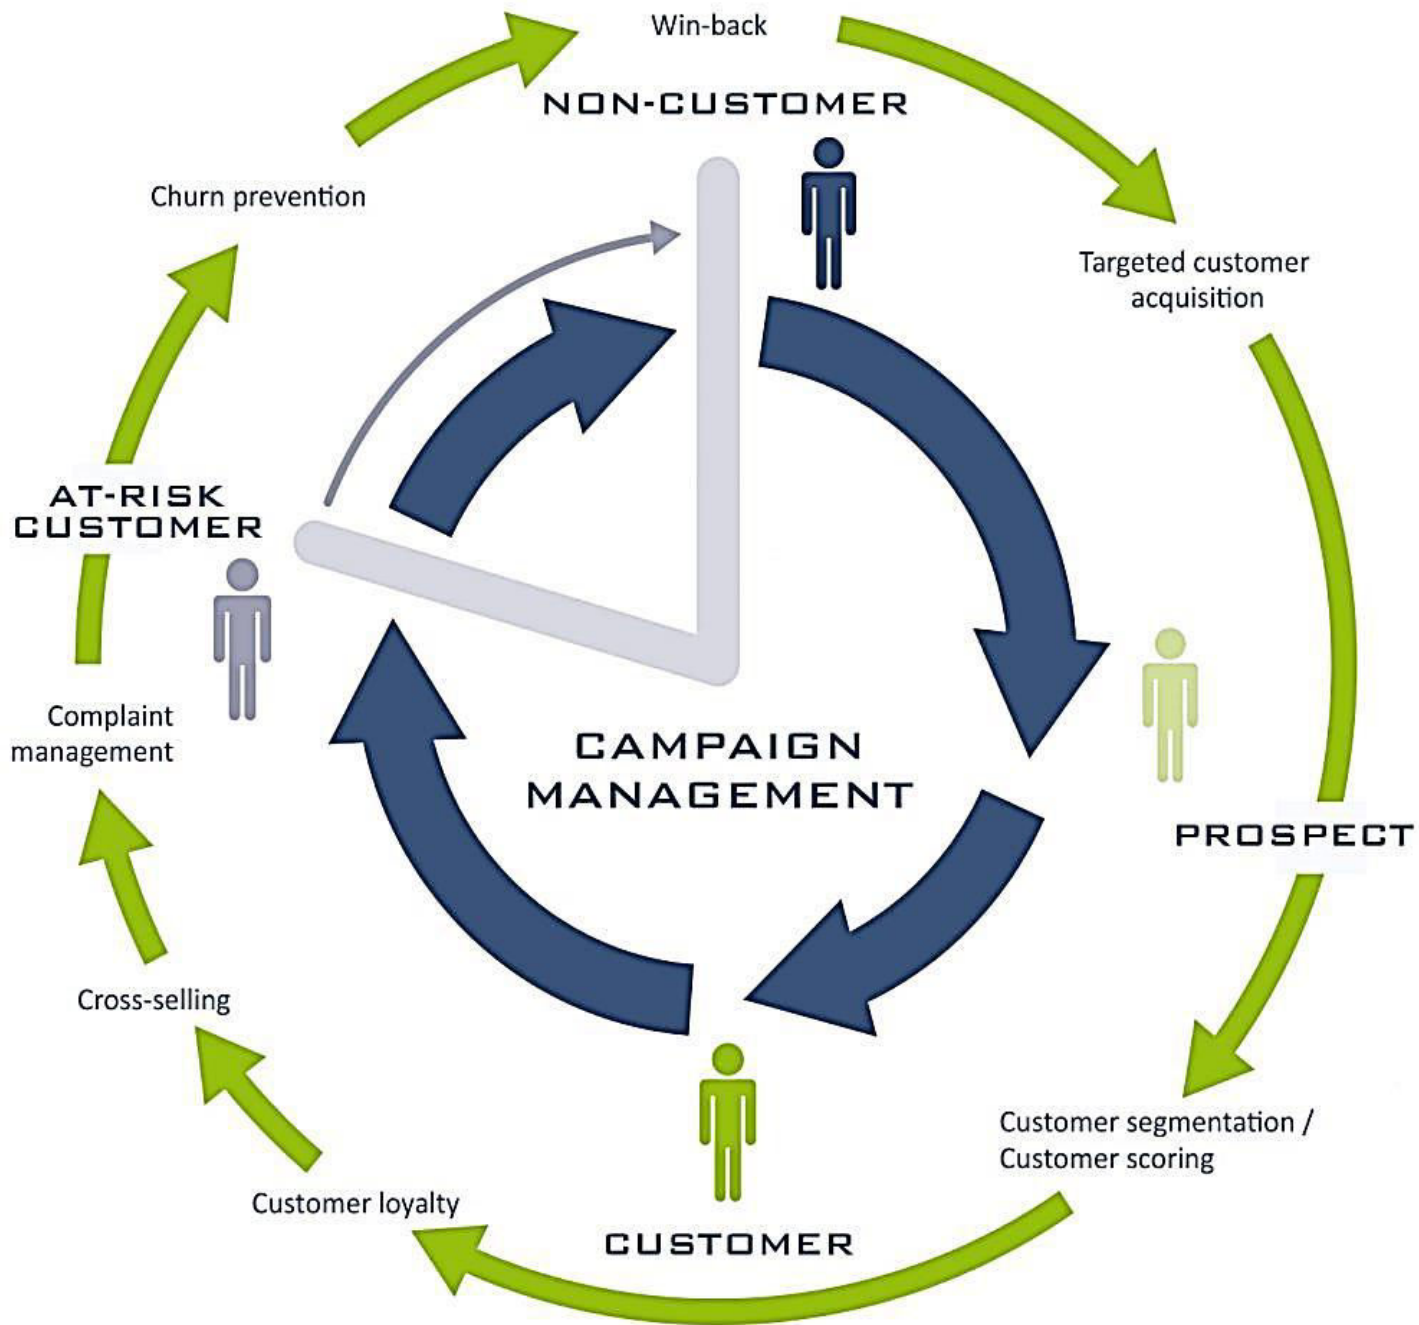 Win-back
NON-CUSTOMER
Churn prevention
Targeted customer
acquisition
AT-RISK
CUSTOMER
Complaint
management
CAMPAIGN
MANAGEMENT
PROSPECT
Cross-selling
Customer segmentation /
Customer scoring
Customer loyalty
CUSTOMER